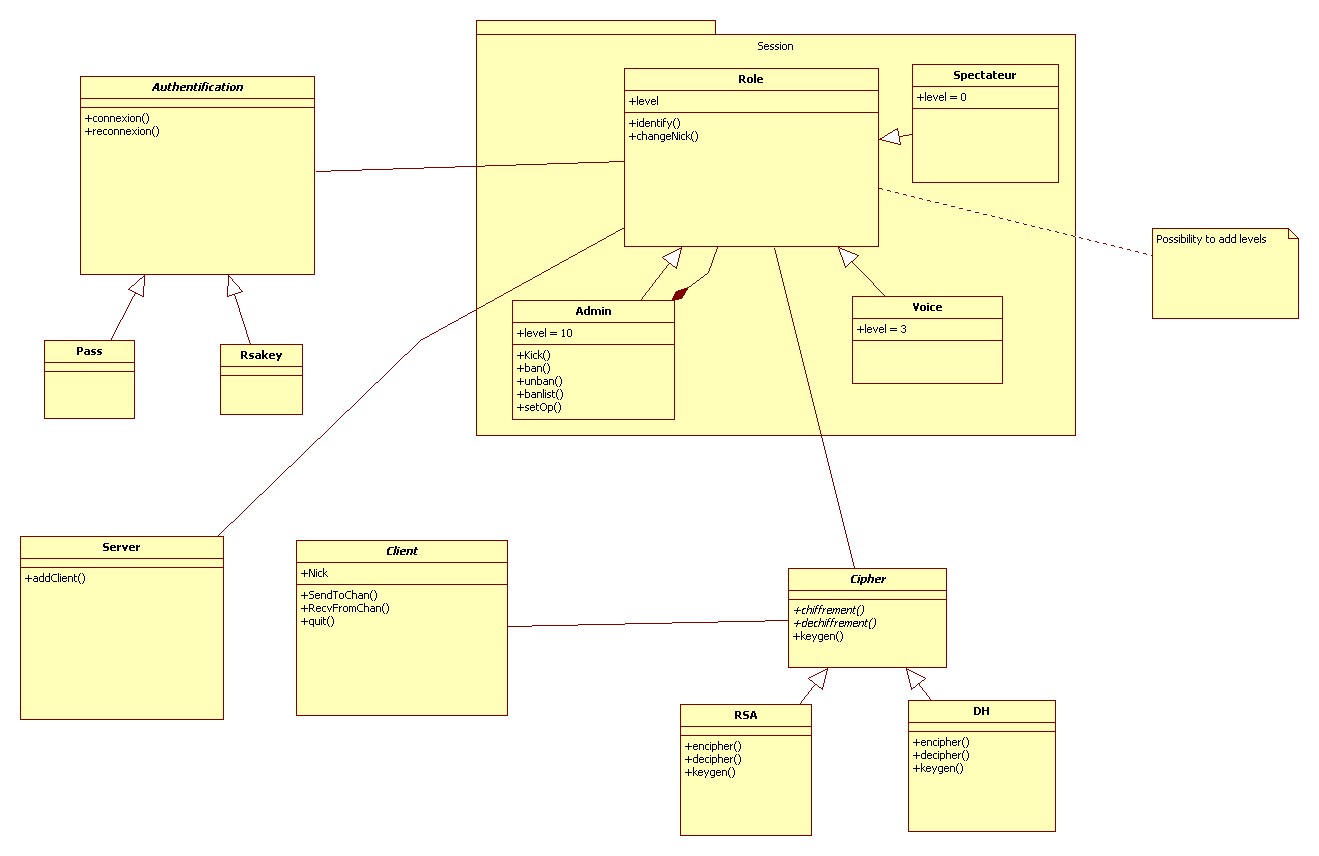 Session
Authentification
+connexion()
+reconnexion()
Role
+level
+identify()
+changeNick()
Spectateur
+level = 0
Possibility to add levels
Pass
Rsakey
Admin
+level = 10
+Kick()
+ban()
+unban()
+banlist()
+setOp()
Voice
+level = 3
Server
+addClient()
Client
+Nick
+SendToChan()
+RecvFromChan()
+quit()
Cipher
+chiffrement()
+dechiffrement()
+keygen()
RSA
+encipher()
+decipher()
+keygen()
DH
+encipher()
+decipher()
+keygen()